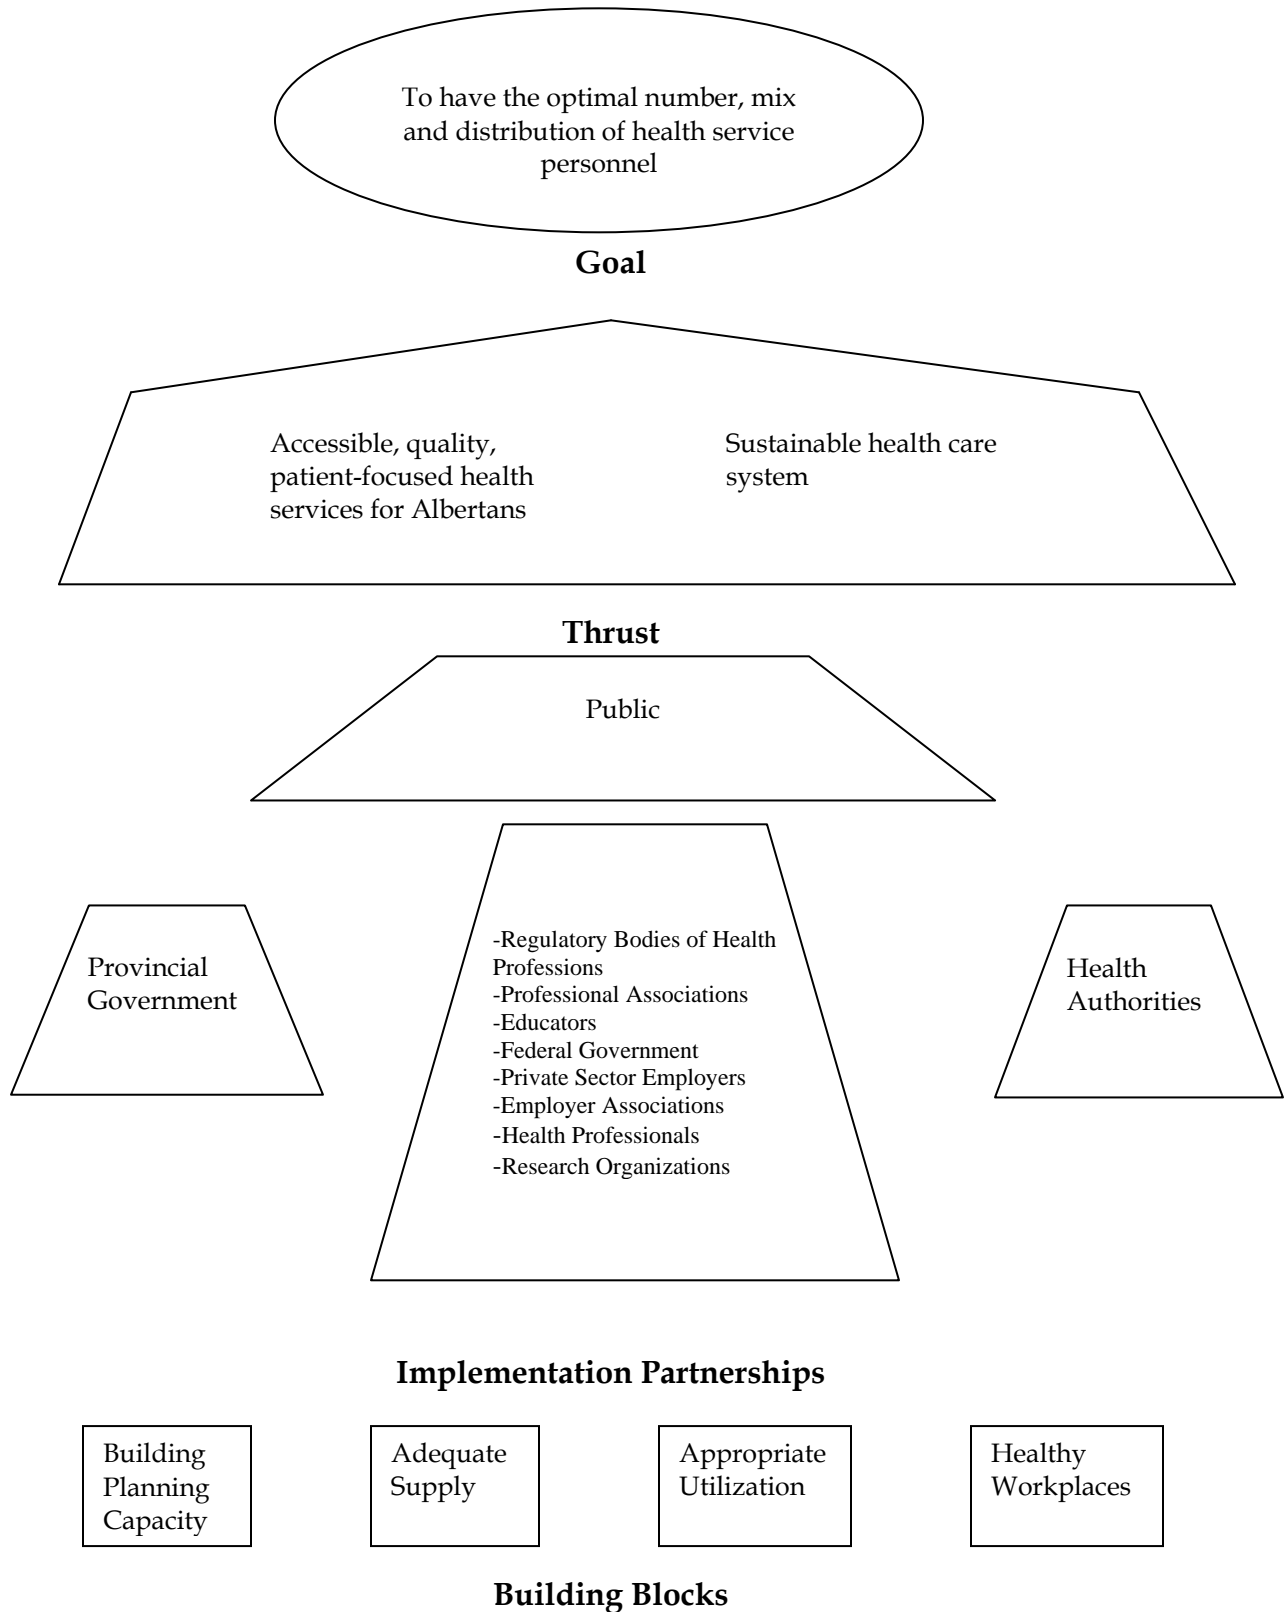 To have the optimal number, mix
and distribution of health service
personnel
Goal
Accessible, quality,
patient-focused health
services for Albertans
Sustainable health care
system
Thrust
Public
Provincial
Government
-Regulatory Bodies of Health
Professions
-Professional Associations
-Educators
-Federal Government
-Private Sector Employers
-Employer Associations
-Health Professionals
-Research Organizations
Health
Authorities
Implementation Partnerships
Building
Planning
Capacity
Adequate
Supply
Appropriate
Utilization
Healthy
Workplaces
Building Blocks